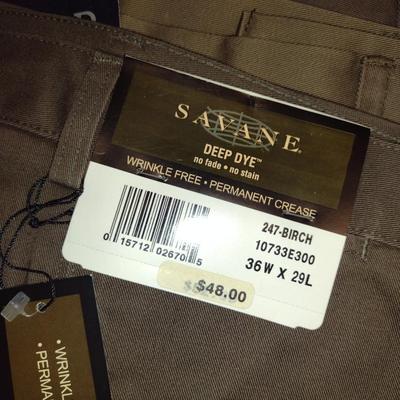 SAVANE
DEEP DYE™
no fade • no stain
WRINKLE FREE • PERMANENT CREASE
247-BIRCH
10733E300
36W X 29L
0 15712 02670 5
$48.00
• WRINKLE
• PERMA